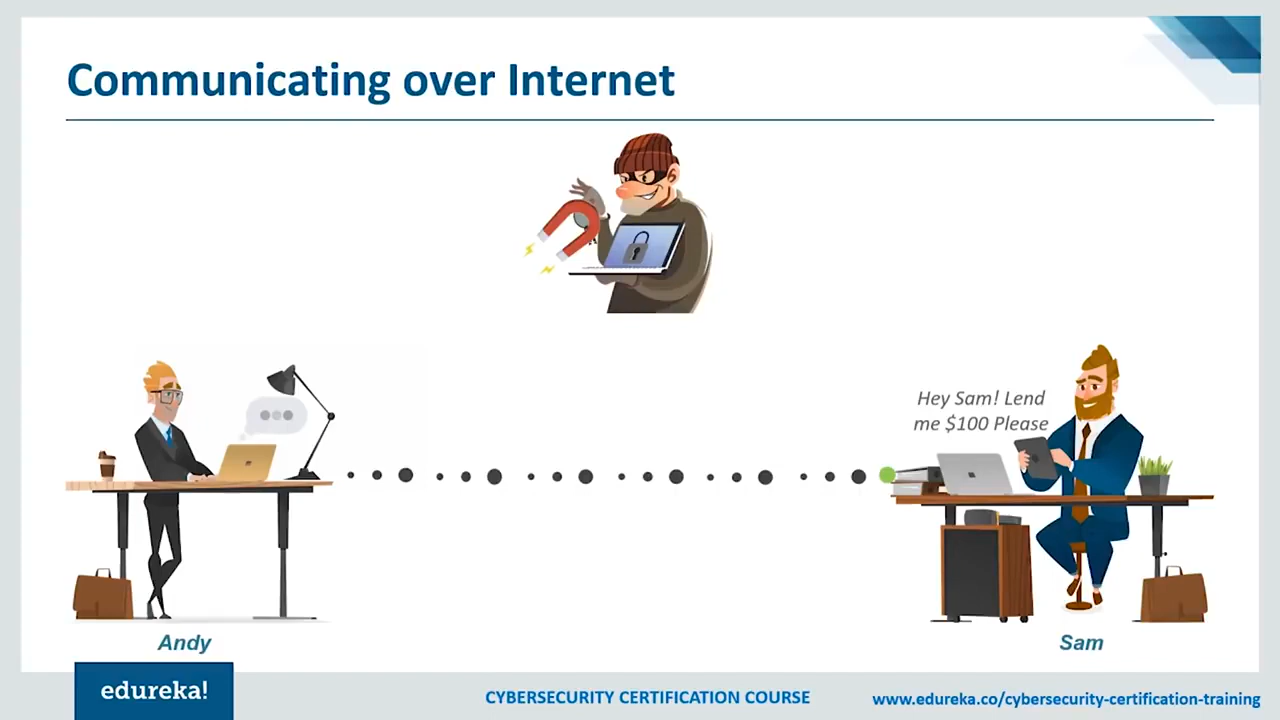 Communicating over Internet
Hey Sam! Lend
me $100 Please
Andy
Sam
edureka!
CYBERSECURITY CERTIFICATION COURSE
www.edureka.co/cybersecurity-certification-training